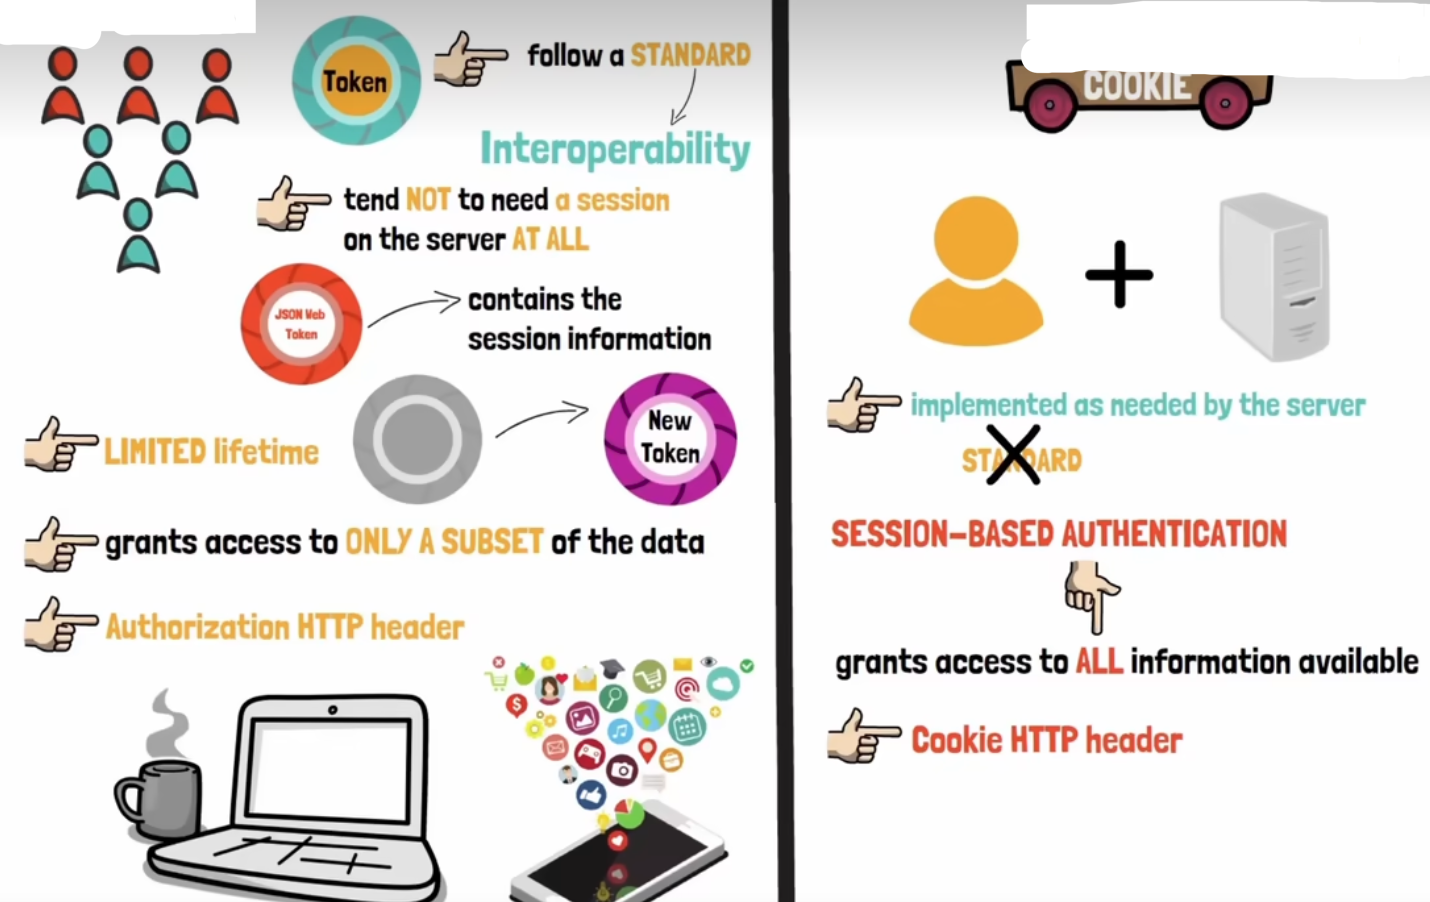 Token
follow a STANDARD
Interoperability
tend NOT to need a session
on the server AT ALL
JSON Web
Token
contains the
session information
LIMITED lifetime
New
Token
grants access to ONLY A SUBSET of the data
Authorization HTTP header
COOKIE
implemented as needed by the server
STANDARD
SESSION-BASED AUTHENTICATION
grants access to ALL information available
Cookie HTTP header